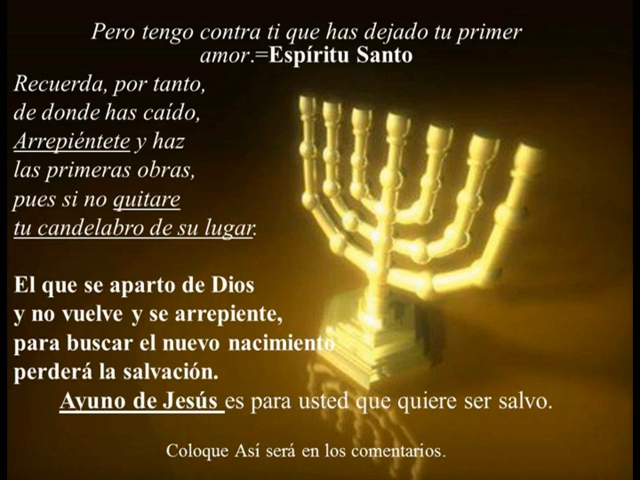 Pero tengo contra ti que has dejado tu primer
amor.=Espíritu Santo
Recuerda, por tanto,
de donde has caído,
Arrepiéntete y haz
las primeras obras,
pues si no quitare
tu candelabro de su lugar.
El que se aparto de Dios
y no vuelve y se arrepiente,
para buscar el nuevo nacimiento
perderá la salvación.
Ayuno de Jesús es para usted que quiere ser salvo.
Coloque Así será en los comentarios.